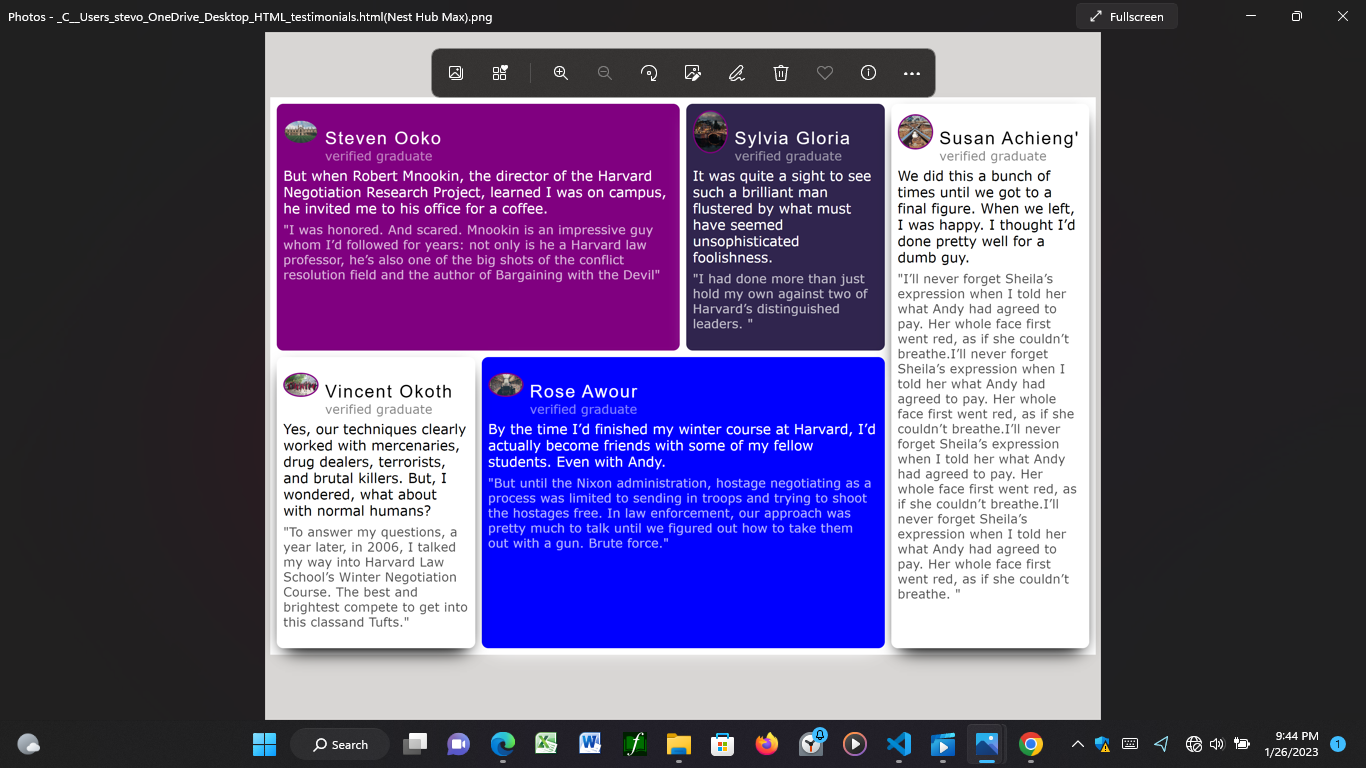 Photos - _C__Users_stevo_OneDrive_Desktop_HTML_testimonials.html(Nest Hub Max).png
Fullscreen
Steven Ooko
verified graduate
But when Robert Mnookin, the director of the Harvard
Negotiation Research Project, learned I was on campus,
he invited me to his office for a coffee.
"I was honored. And scared. Mnookin is an impressive guy
whom I’d followed for years: not only is he a Harvard law
professor, he’s also one of the big shots of the conflict
resolution field and the author of Bargaining with the Devil"
Sylvia Gloria
verified graduate
It was quite a sight to see
such a brilliant man
flustered by what must
have seemed
unsophisticated
foolishness.
"I had done more than just
hold my own against two of
Harvard’s distinguished
leaders. "
Susan Achieng'
verified graduate
We did this a bunch of
times until we got to a
final figure. When we left,
I was happy. I thought I’d
done pretty well for a
dumb guy.
"I’ll never forget Sheila’s
expression when I told her
what Andy had agreed to
pay. Her whole face first
went red, as if she couldn’t
breathe.I’ll never forget
Sheila’s expression when I
told her what Andy had
agreed to pay. Her whole
face first went red, as if she
couldn’t breathe.I’ll never
forget Sheila’s expression
when I told her what Andy
had agreed to pay. Her
whole face first went red, as
if she couldn’t breathe.I’ll
never forget Sheila’s
expression when I told her
what Andy had agreed to
pay. Her whole face first
went red, as if she couldn’t
breathe. "
Vincent Okoth
verified graduate
Yes, our techniques clearly
worked with mercenaries,
drug dealers, terrorists,
and brutal killers. But, I
wondered, what about
with normal humans?
"To answer my questions, a
year later, in 2006, I talked
my way into Harvard Law
School’s Winter Negotiation
Course. The best and
brightest compete to get into
this classand Tufts."
Rose Awour
verified graduate
By the time I’d finished my winter course at Harvard, I’d
actually become friends with some of my fellow
students. Even with Andy.
"But until the Nixon administration, hostage negotiating as a
process was limited to sending in troops and trying to shoot
the hostages free. In law enforcement, our approach was
pretty much to talk until we figured out how to take them
out with a gun. Brute force."
Search
9:44 PM
1/26/2023
1